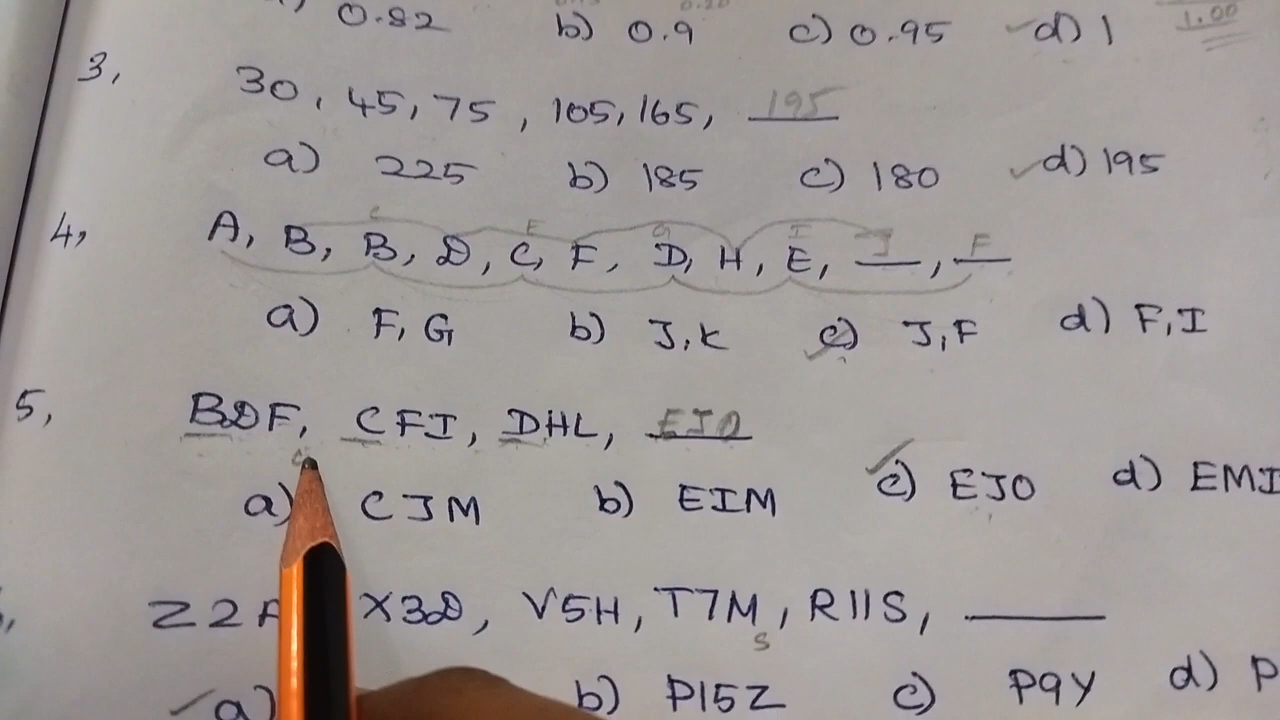 0.82 b) 0.9 c) 0.95 d) 1 1.00
3, 30, 45, 75, 105, 165, 195
a) 225 b) 185 c) 180 d) 195
C E G I
4, A, B, B, D, C, F, D, H, E, J, F
a) F, G b) J, K c) J, F d) F, I
5, BDF, CFI, DHL, EJO
a) CJM b) EIM c) EJO d) EMI
X3D, V5H, T7M, R11S,
S
a) b) P15Z c) P9Y d) P